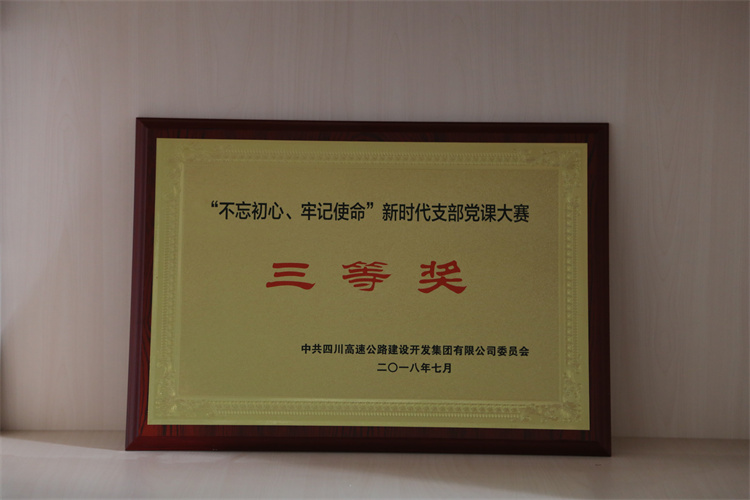 “不忘初心、牢记使命”新时代支部党课大赛
三等奖
中共四川高速公路建设开发集团有限公司委员会
二〇一八年七月